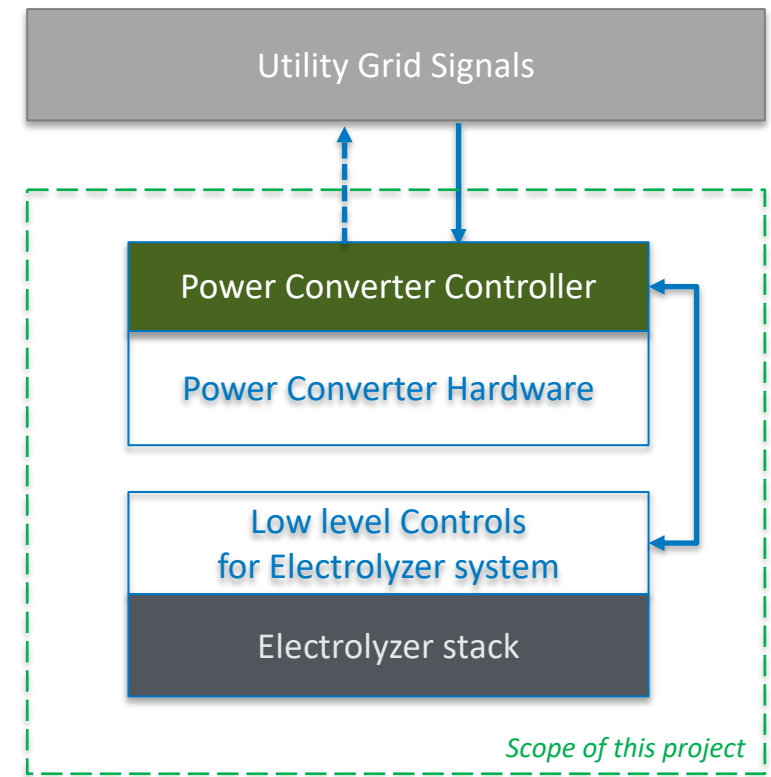 Utility Grid Signals
Power Converter Controller
Power Converter Hardware
Low level Controls
for Electrolyzer system
Electrolyzer stack
Scope of this project